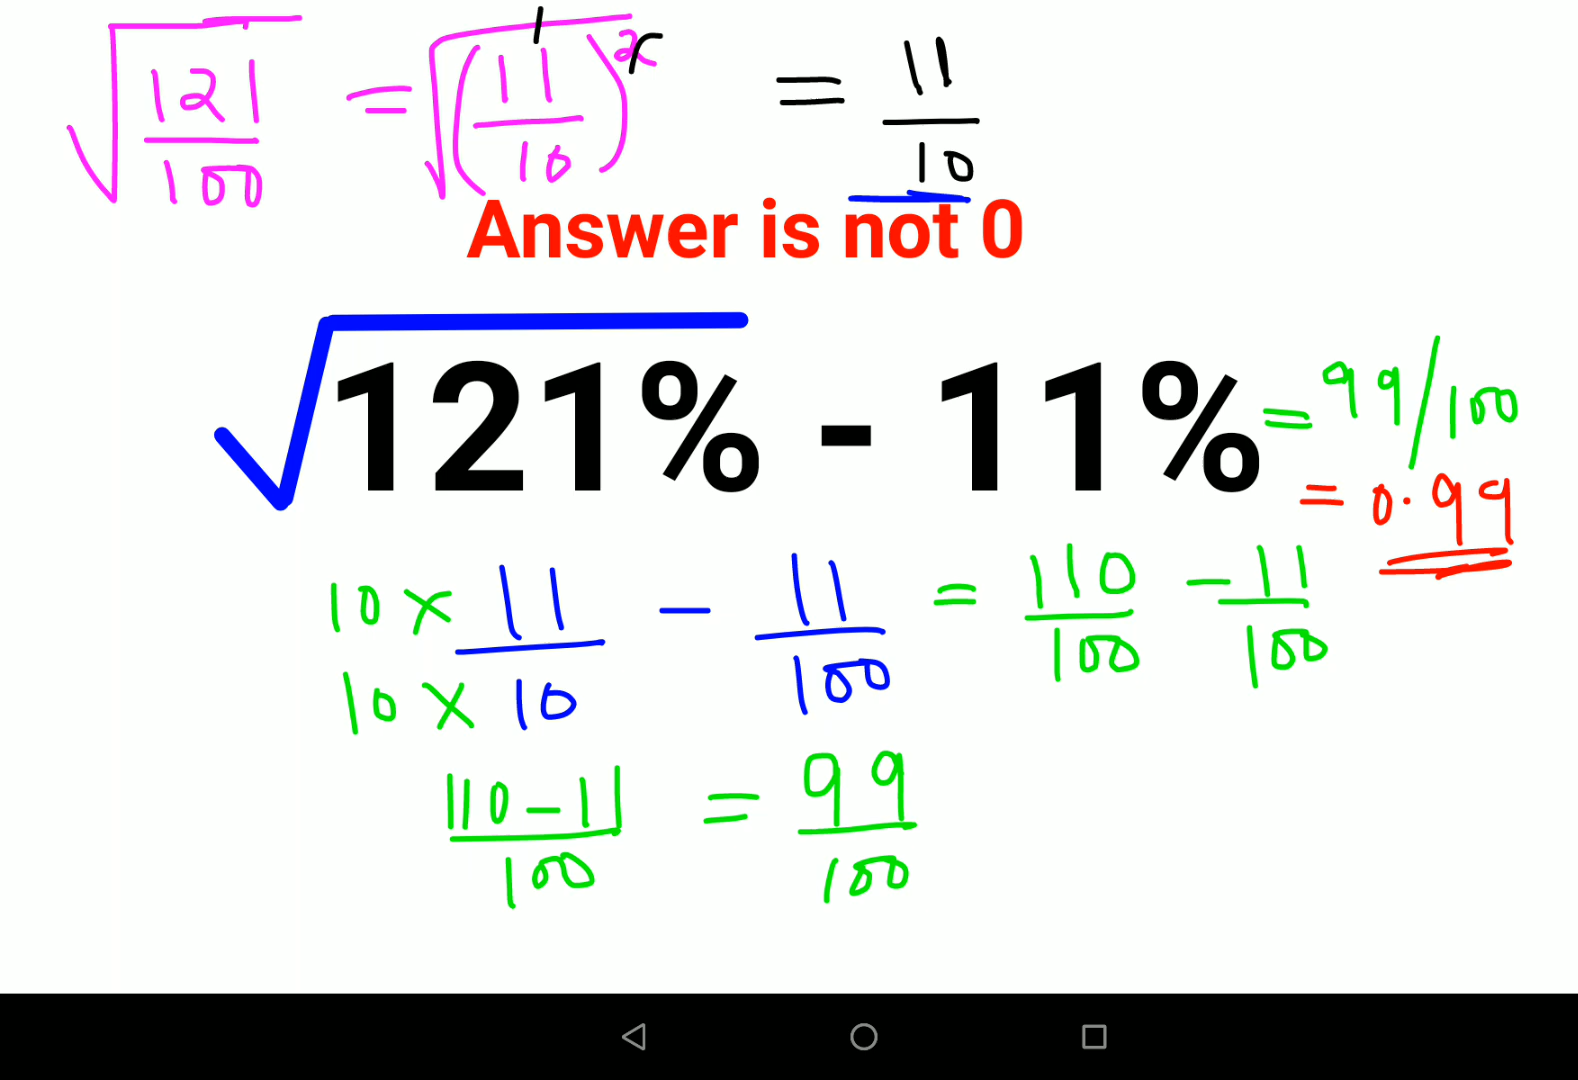 √(121/100) = √(11/10)² = 11/10
Answer is not 0
√121% - 11% = 99/100
= 0.99
10 × 11 / 10 × 10 - 11/100 = 110/100 - 11/100
110 - 11 / 100 = 99/100